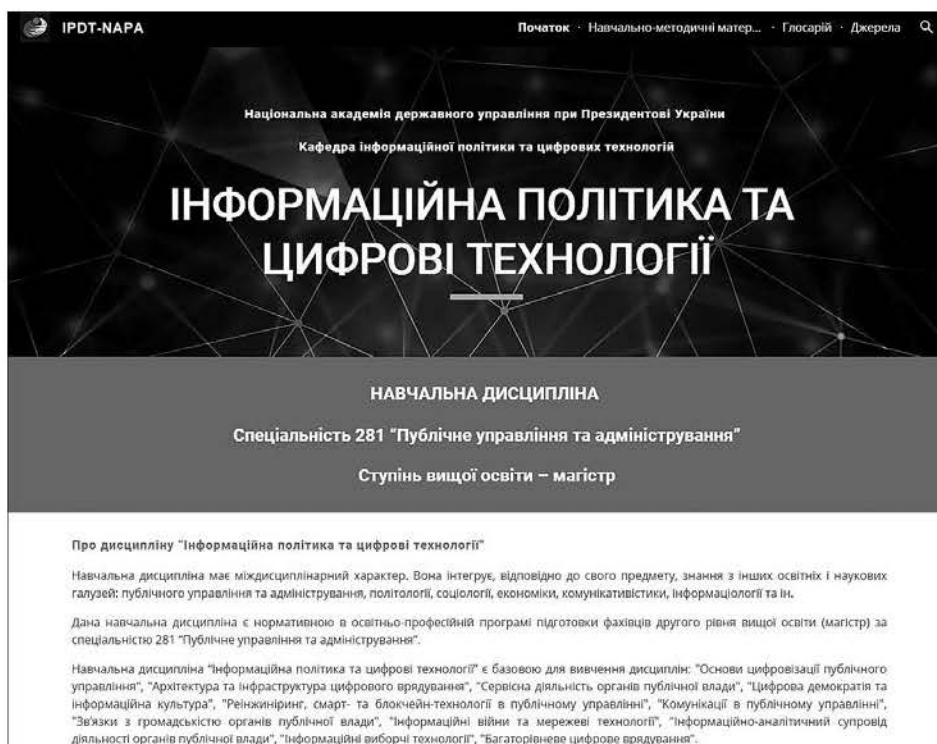 IPDT-NAPA
Початок · Навчально-методичні матер... · Глосарій · Джерела
Національна академія державного управління при Президентові України
Кафедра інформаційної політики та цифрових технологій
ІНФОРМАЦІЙНА ПОЛІТИКА ТА
ЦИФРОВІ ТЕХНОЛОГІЇ
НАВЧАЛЬНА ДИСЦИПЛІНА
Спеціальність 281 "Публічне управління та адміністрування"
Ступінь вищої освіти – магістр
Про дисципліну "Інформаційна політика та цифрові технології"
Навчальна дисципліна має міждисциплінарний характер. Вона інтегрує, відповідно до свого предмету, знання з інших освітніх і наукових
галузей: публічного управління та адміністрування, політології, соціології, економіки, комунікативістики, інформаціології та ін.
Дана навчальна дисципліна є нормативною в освітньо-професійній програмі підготовки фахівців другого рівня вищої освіти (магістр) за
спеціальністю 281 "Публічне управління та адміністрування".
Навчальна дисципліна "Інформаційна політика та цифрові технології" є базовою для вивчення дисциплін: "Основи цифровізації публічного
управління", "Архітектура та інфраструктура цифрового врядування", "Сервісна діяльність органів публічної влади", "Цифрова демократія та
інформаційна культура", "Реінжиніринг, смарт- та блокчейн-технології в публічному управлінні", "Комунікації в публічному управлінні",
"Зв'язки з громадськістю органів публічної влади", "Інформаційні війни та мережеві технології", "Інформаційно-аналітичний супровід
діяльності органів публічної влади", "Інформаційні виборчі технології", "Багаторівневе цифрове врядування".